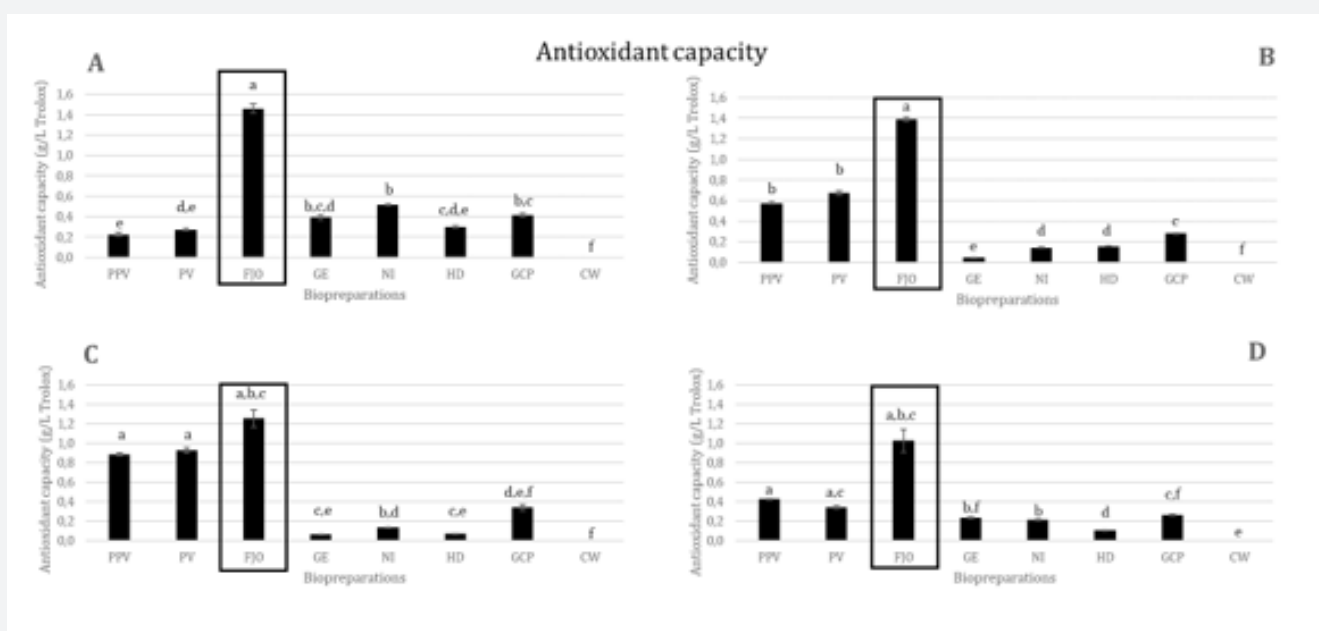 Antioxidant capacity
A
Antioxidant capacity (g/L Trolox)
1,6
1,4
1,2
1,0
0,8
0,6
0,4
0,2
0,0
e
d,e
a
b,c,d
b
c,d,e
b,c
f
PPV PV FJO GE NI HD GCP CW
Biopreparations
B
Antioxidant capacity (g/L Trolox)
1,6
1,4
1,2
1,0
0,8
0,6
0,4
0,2
0,0
b
b
a
e
d
d
c
f
PPV PV FJO GE NI HD GCP CW
Biopreparations
C
Antioxidant capacity (g/L Trolox)
1,6
1,4
1,2
1,0
0,8
0,6
0,4
0,2
0,0
a
a
a,b,c
c,e
b,d
c,e
d,e,f
f
PPV PV FJO GE NI HD GCP CW
Biopreparations
D
Antioxidant capacity (g/L Trolox)
1,6
1,4
1,2
1,0
0,8
0,6
0,4
0,2
0,0
a
a,c
a,b,c
b,f
b
d
c,f
e
PPV PV FJO GE NI HD GCP CW
Biopreparations